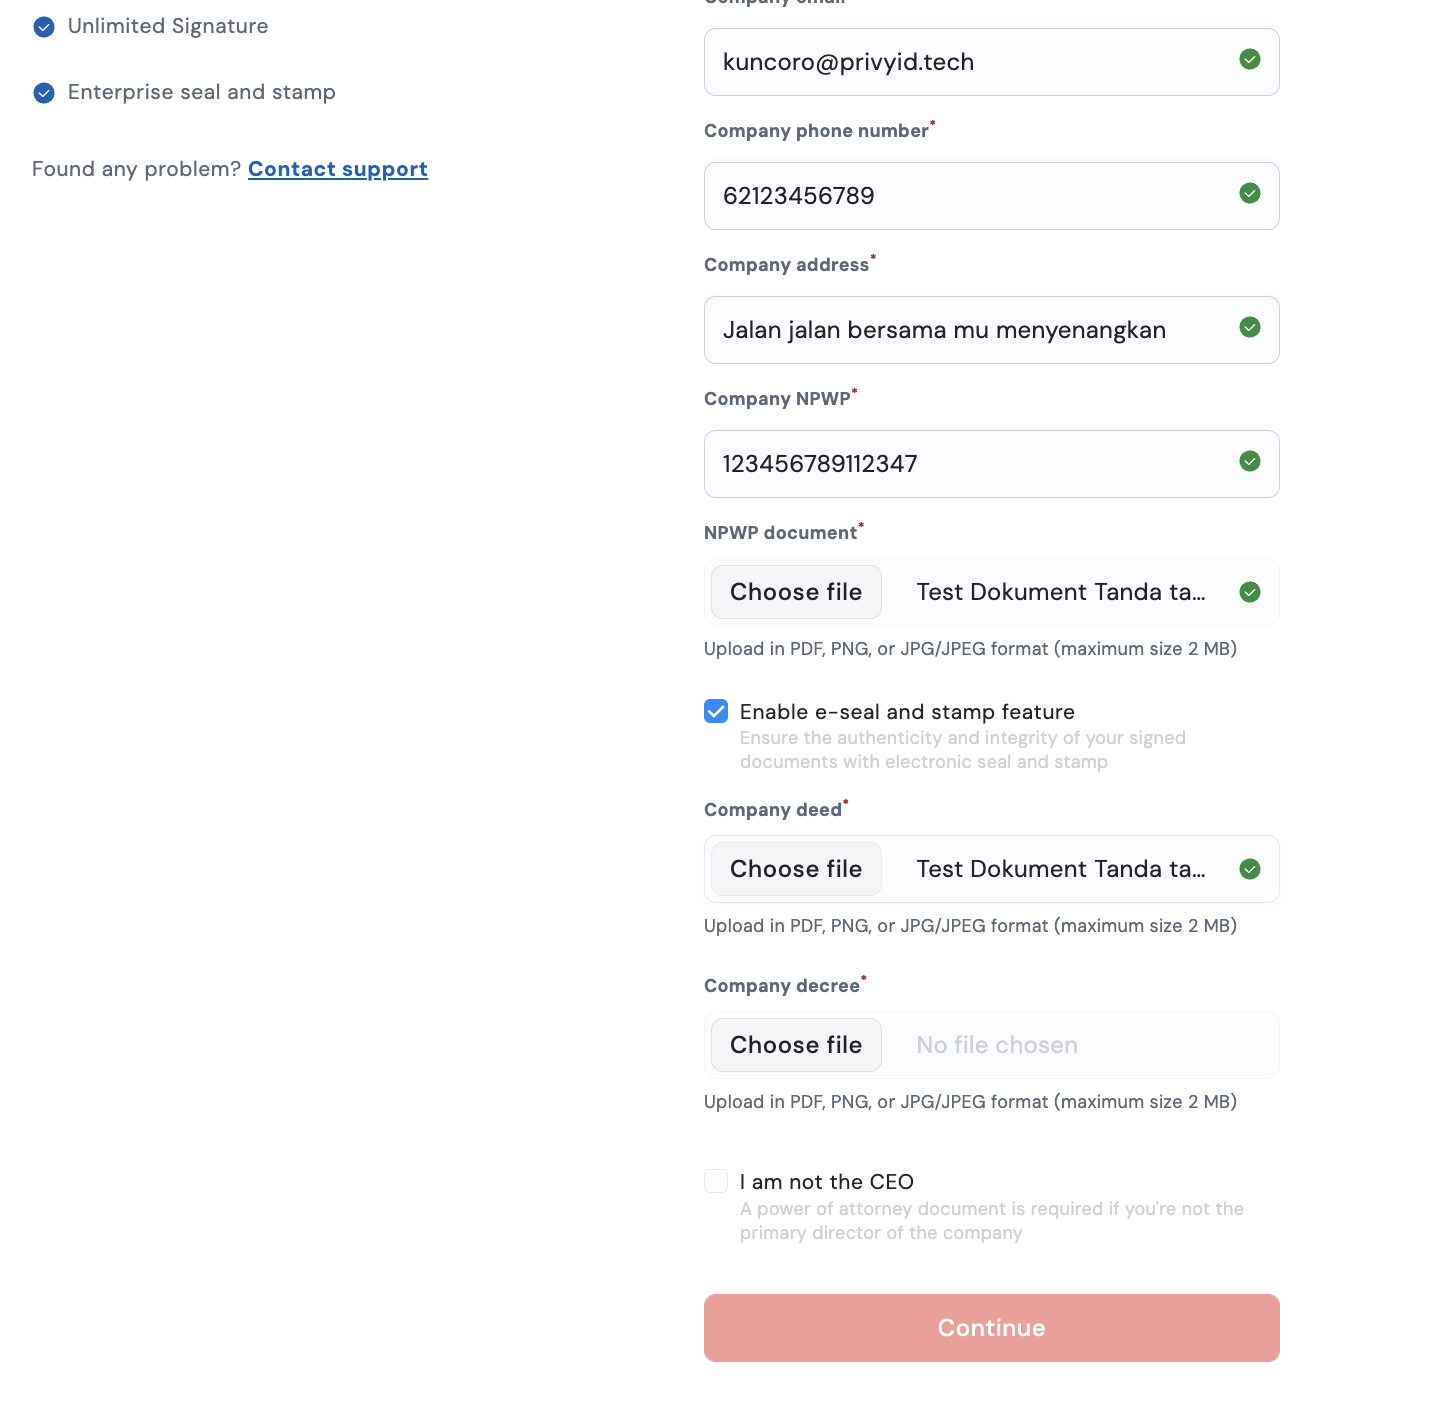 Unlimited Signature
Enterprise seal and stamp
Found any problem? Contact support
Company email
kuncoro@privyid.tech
Company phone number*
62123456789
Company address*
Jalan jalan bersama mu menyenangkan
Company NPWP*
123456789112347
NPWP document*
Choose file Test Dokument Tanda ta...
Upload in PDF, PNG, or JPG/JPEG format (maximum size 2 MB)
Enable e-seal and stamp feature
Ensure the authenticity and integrity of your signed
documents with electronic seal and stamp
Company deed*
Choose file Test Dokument Tanda ta...
Upload in PDF, PNG, or JPG/JPEG format (maximum size 2 MB)
Company decree*
Choose file No file chosen
Upload in PDF, PNG, or JPG/JPEG format (maximum size 2 MB)
I am not the CEO
A power of attorney document is required if you're not the
primary director of the company
Continue